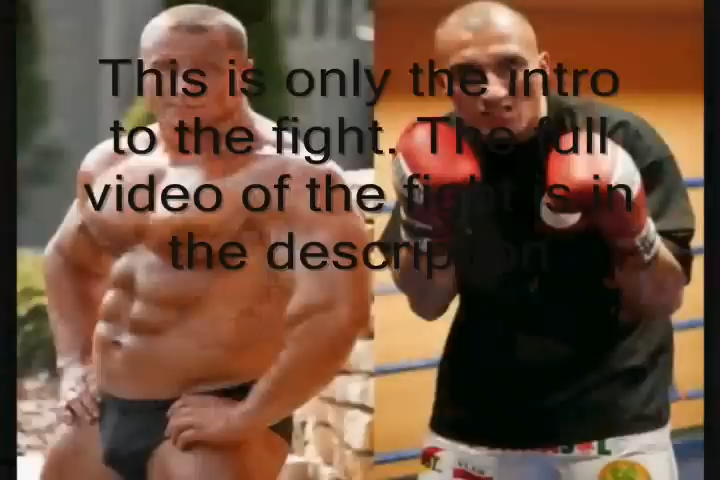 This is only the intro
to the fight. The full
video of the fight is in
the description